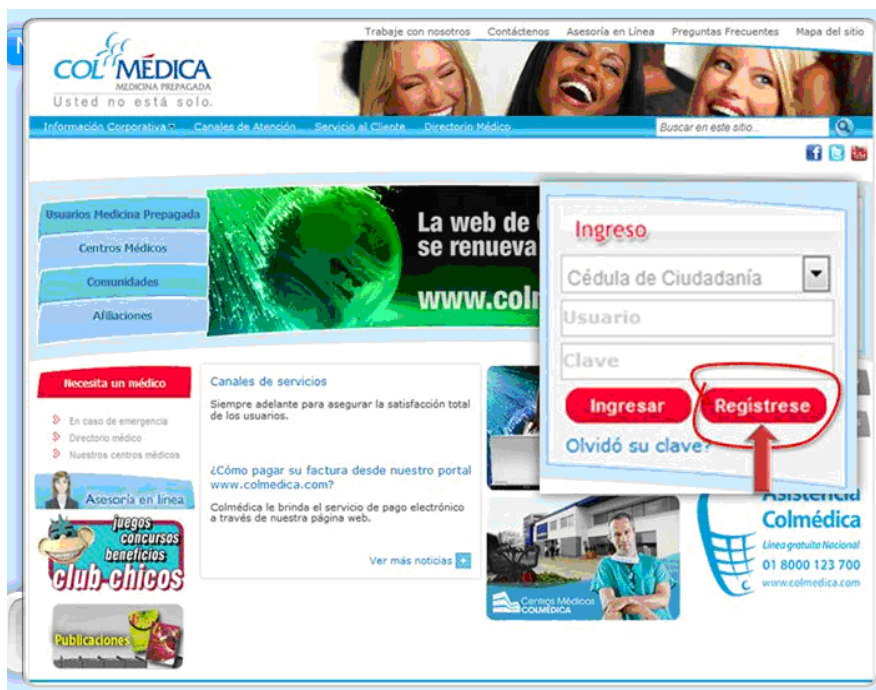 Trabaje con nosotros Contáctenos Asesoría en Línea Preguntas Frecuentes Mapa del sitio
COLMÉDICA
MEDICINA PREPAGADA
Usted no está solo.
Información Corporativa Canales de Atención Servicio al Cliente Directorio Médico
Buscar en este sitio...
Usuarios Medicina Prepagada
Centros Médicos
Comunidades
Afiliaciones
La web de
se renueva
www.col
Ingreso
Cédula de Ciudadanía
Usuario
Clave
Ingresar
Regístrese
Olvidó su clave?
Necesita un médico
En caso de emergencia
Directorio médico
Nuestros centros médicos
Asesoría en línea
juegos
concursos
beneficios
club chicos
Publicaciones
Canales de servicios
Siempre adelante para asegurar la satisfacción total
de los usuarios.
¿Cómo pagar su factura desde nuestro portal
www.colmedica.com?
Colmédica le brinda el servicio de pago electrónico
a través de nuestra página web.
Ver más noticias
Centros Médicos
COLMÉDICA
Asistencia
Colmédica
Línea gratuita Nacional
01 8000 123 700
www.colmedica.com